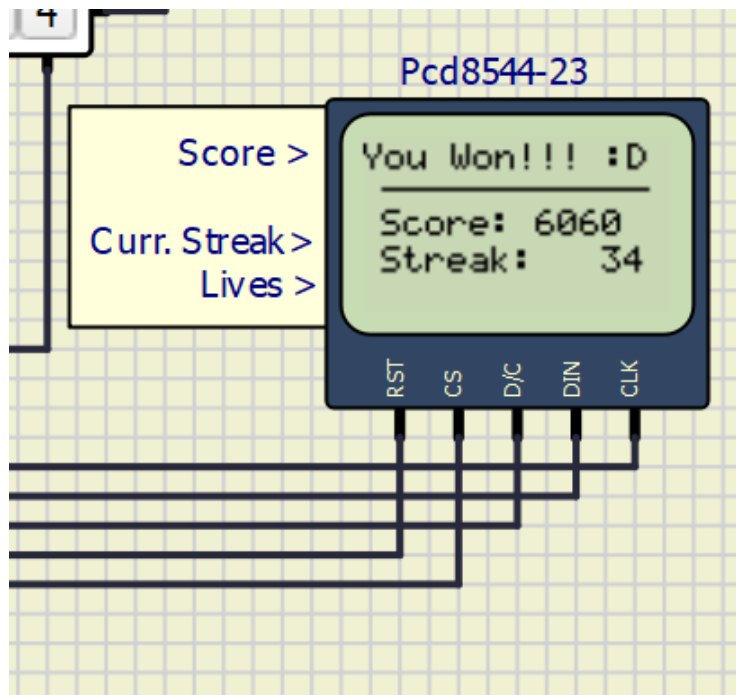 4
Pcd8544-23
Score >
Curr. Streak >
Lives >
You Won!!! :D
Score: 6060
Streak: 34
RST CS D/C DIN CLK